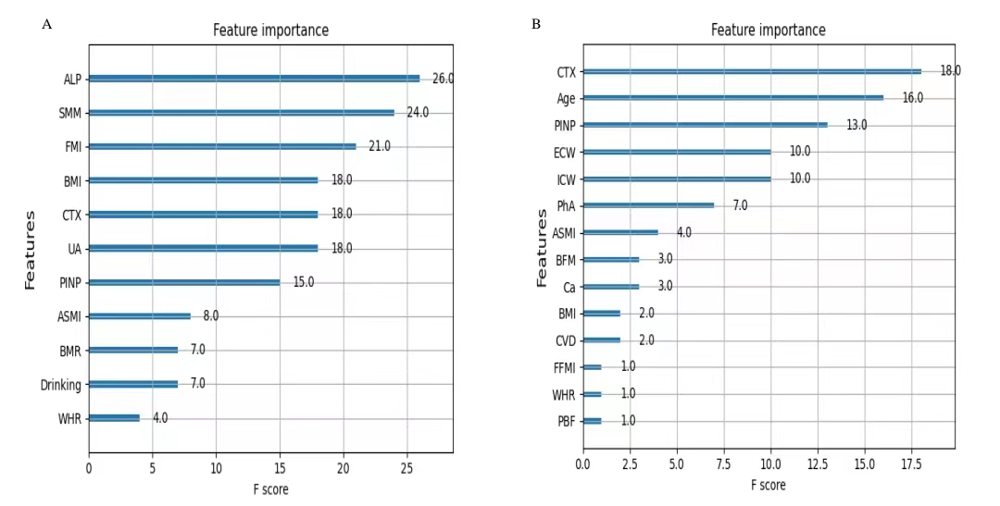 A
Feature importance
Features
ALP 26.0
SMM 24.0
FMI 21.0
BMI 18.0
CTX 18.0
UA 18.0
PINP 15.0
ASMI 8.0
BMR 7.0
Drinking 7.0
WHR 4.0
0 5 10 15 20 25
F score
B
Feature importance
Features
CTX 18.0
Age 16.0
PINP 13.0
ECW 10.0
ICW 10.0
PhA 7.0
ASMI 4.0
BFM 3.0
Ca 3.0
BMI 2.0
CVD 2.0
FFMI 1.0
WHR 1.0
PBF 1.0
0.0 2.5 5.0 7.5 10.0 12.5 15.0 17.5
F score